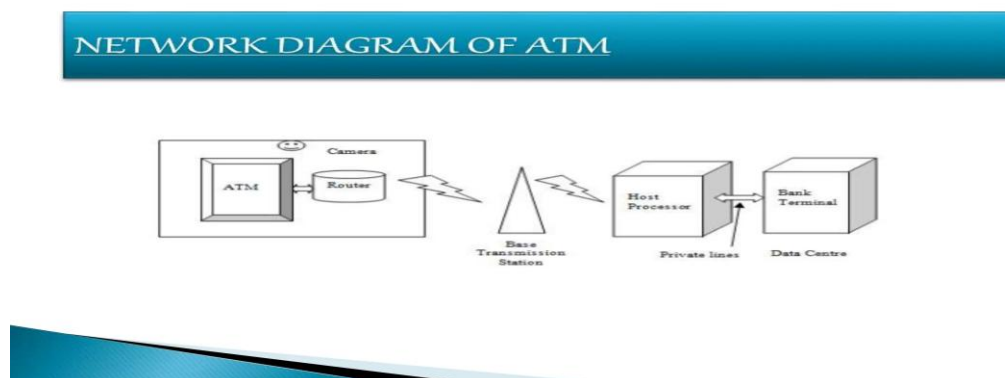 NETWORK DIAGRAM OF ATM
Camera
ATM
Router
Base
Transmission
Station
Host
Processor
Bank
Terminal
Private lines
Data Centre